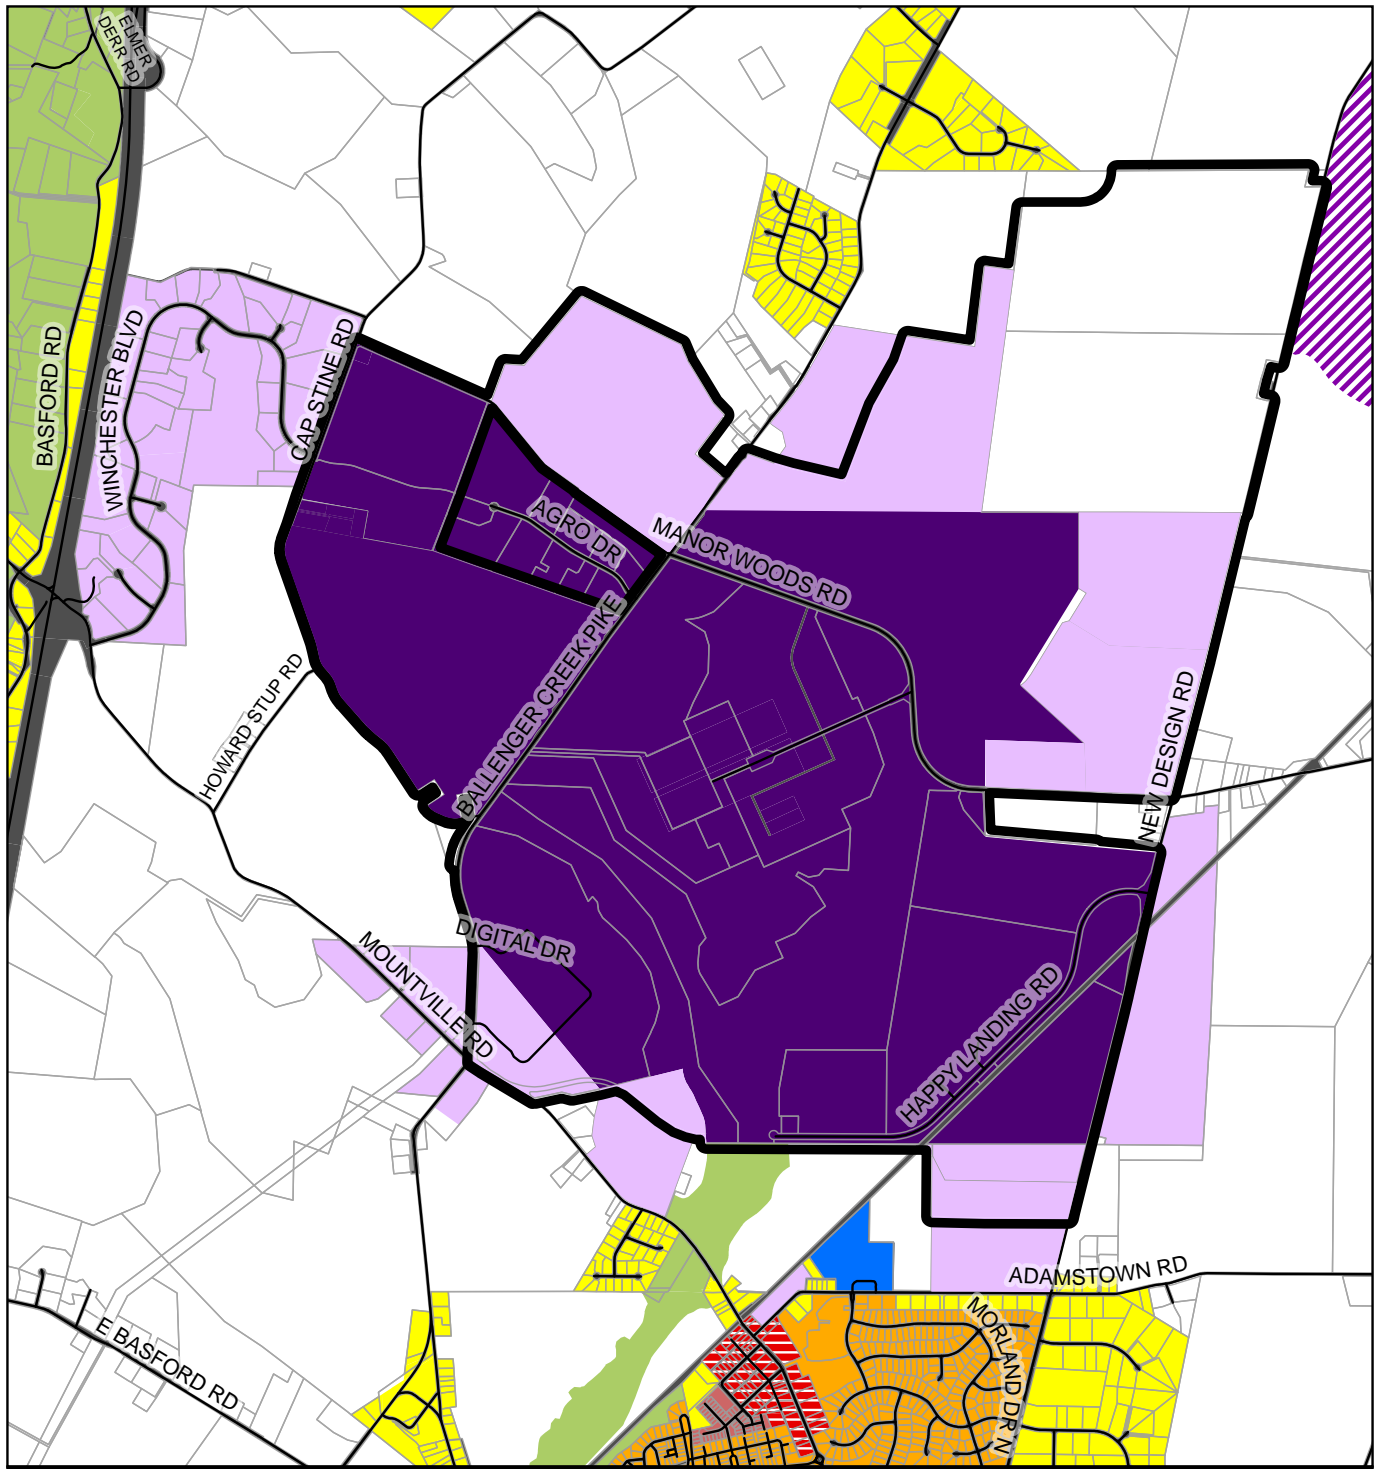 ELMER
DERR RD
BASFORD RD
WINCHESTER BLVD
CAP STINE RD
AGRO DR
MANOR WOODS RD
BALLENGER CREEK PIKE
HOWARD STUP RD
NEW DESIGN RD
DIGITAL DR
MOUNTVILLE RD
HAPPY LANDING RD
ADAMSTOWN RD
MORLAND DR N
E BASFORD RD